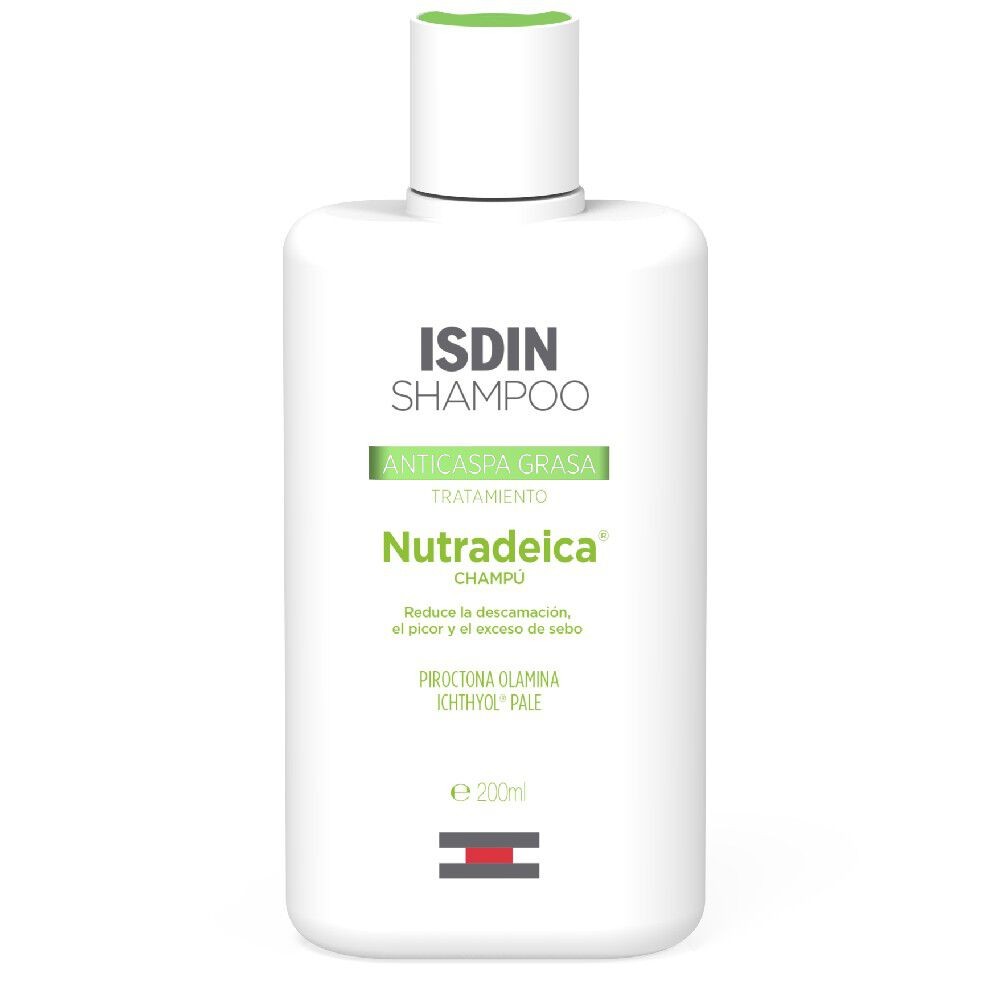 ISDIN
SHAMPOO
ANTICASPA GRASA
TRATAMIENTO
Nutradeica®
CHAMPÚ
Reduce la descamación,
el picor y el exceso de sebo
PIROCTONA OLAMINA
ICHTHYOL® PALE
℮ 200ml